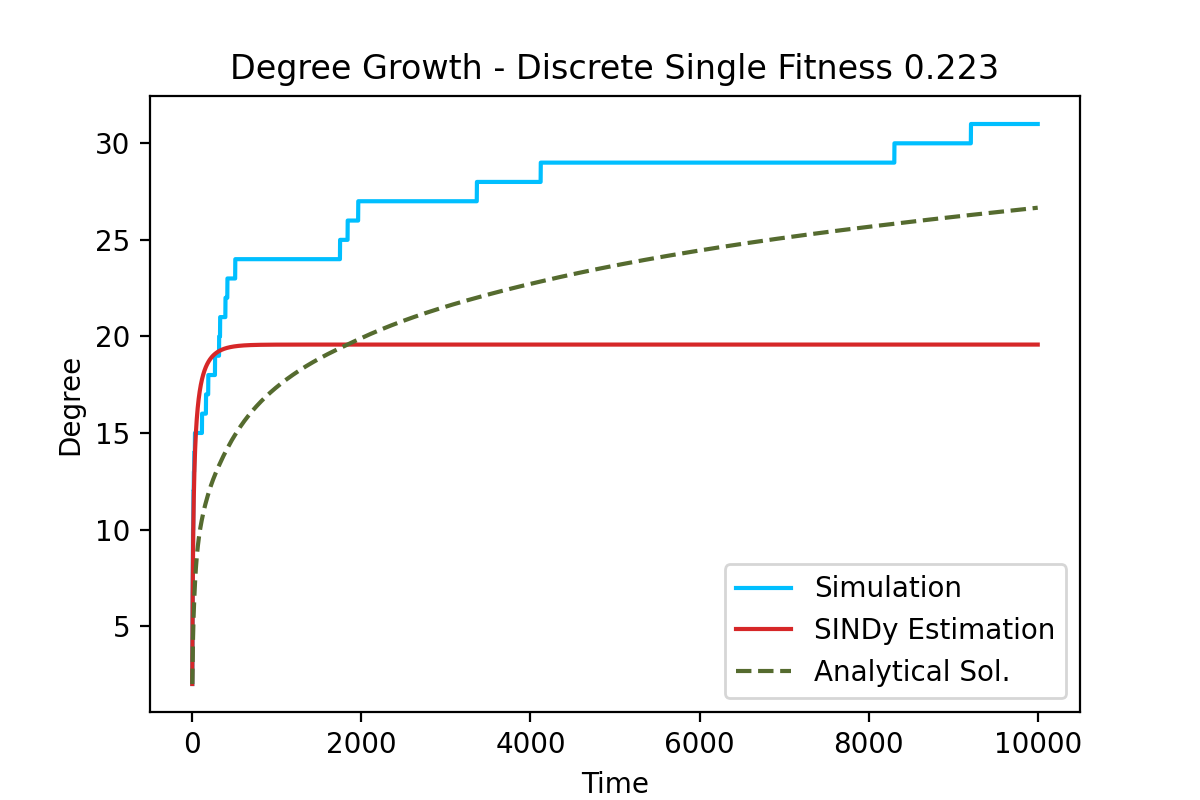 Degree Growth - Discrete Single Fitness 0.223
30
25
20
15
10
5
Degree
Simulation
SINDy Estimation
Analytical Sol.
0 2000 4000 6000 8000 10000
Time